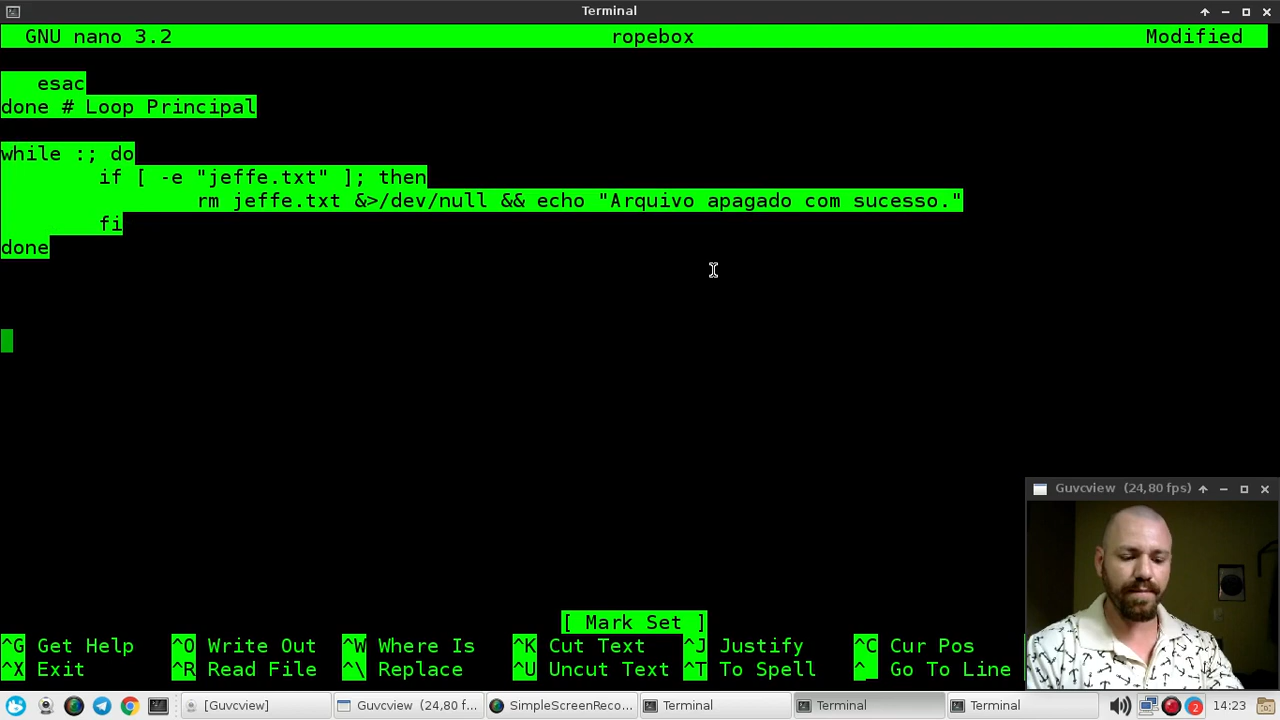 Terminal
GNU nano 3.2 ropebox Modified
esac
done # Loop Principal
while :; do
if [ -e "jeffe.txt" ]; then
rm jeffe.txt &>/dev/null && echo "Arquivo apagado com sucesso."
fi
done
Guvcview (24,80 fps)
[ Mark Set ]
^G Get Help ^O Write Out ^W Where Is ^K Cut Text ^J Justify ^C Cur Pos
^X Exit ^R Read File ^\ Replace ^U Uncut Text ^T To Spell ^_ Go To Line
[Guvcview] Guvcview (24,80 f... SimpleScreenReco... Terminal Terminal Terminal 2 14:23